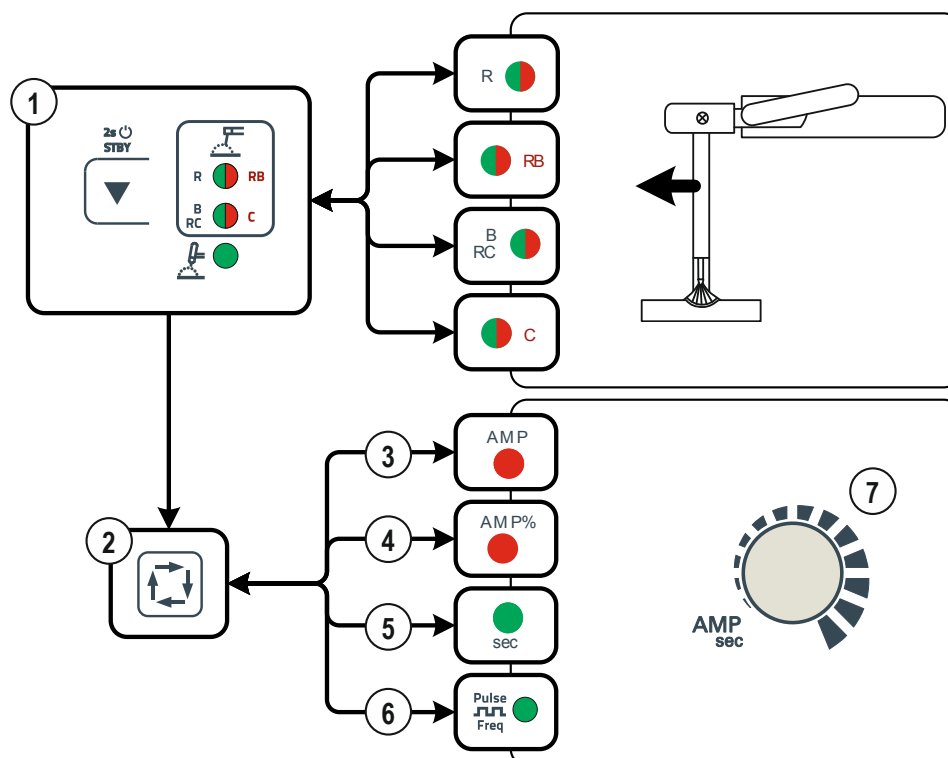 1
2s
STBY
R RB
B
RC C
R
RB
B
RC
C
2
3
AMP
4
AMP%
5
sec
6
Pulse
Freq
7
AMP
sec